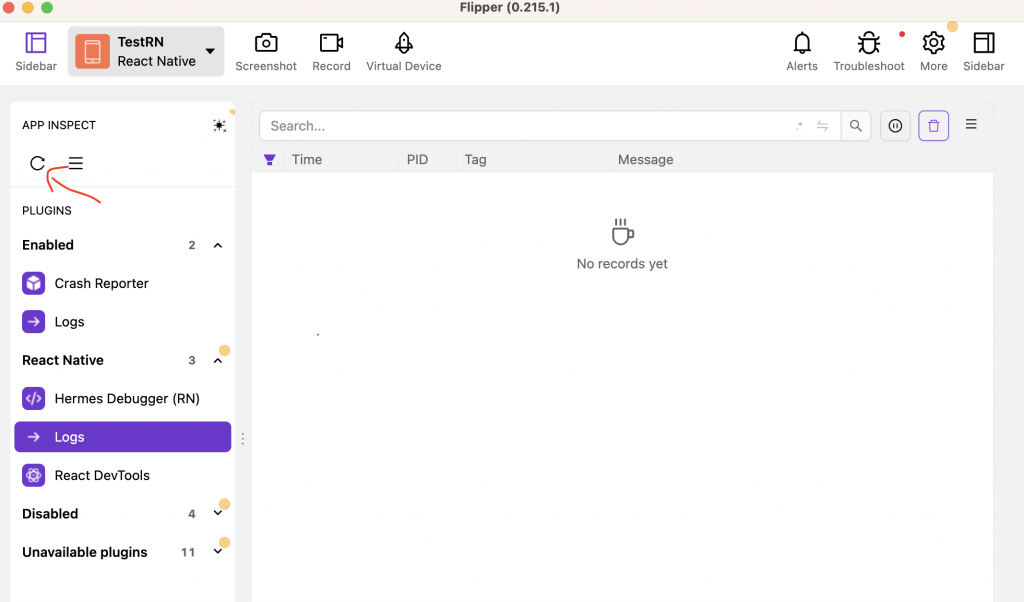 Flipper (0.215.1)
Sidebar
TestRN
React Native
Screenshot
Record
Virtual Device
Alerts
Troubleshoot
More
Sidebar
APP INSPECT
Search...
.*
Time PID Tag Message
PLUGINS
Enabled 2
Crash Reporter
Logs
React Native 3
Hermes Debugger (RN)
Logs
React DevTools
Disabled 4
Unavailable plugins 11
No records yet